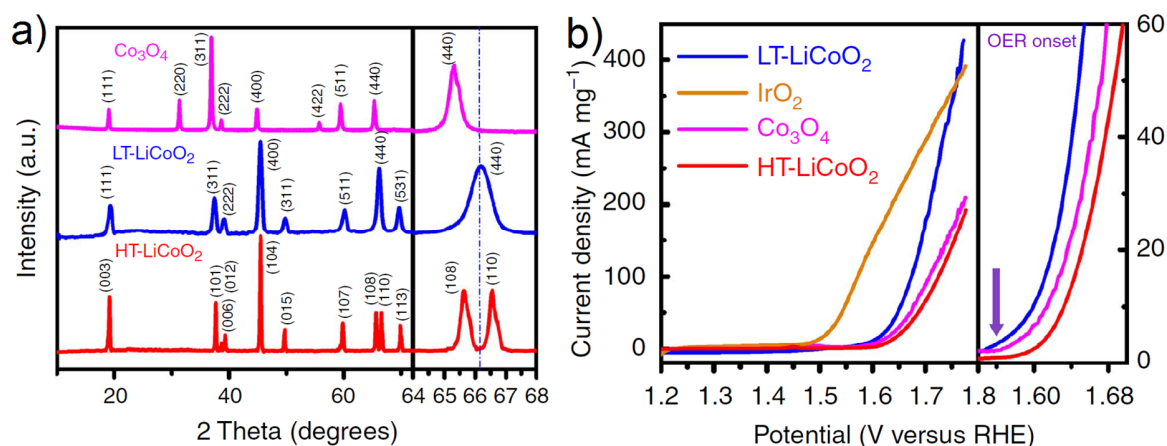 a)
Co₃O₄
(111)
(220)
(311)
(222)
(400)
(422)
(511)
(440)
(440)
LT-LiCoO₂
(111)
(311)
(222)
(400)
(311)
(511)
(440)
(531)
(440)
HT-LiCoO₂
(003)
(101)
(006) (012)
(104)
(015)
(107)
(108)
(110)
(113)
(108)
(110)
Intensity (a.u.)
20 40 60 64 65 66 67 68
2 Theta (degrees)
b)
LT-LiCoO₂
IrO₂
Co₃O₄
HT-LiCoO₂
OER onset
Current density (mA mg⁻¹)
400
300
200
100
0
60
40
20
0
1.2 1.3 1.4 1.5 1.6 1.7 1.8 1.60 1.68
Potential (V versus RHE)